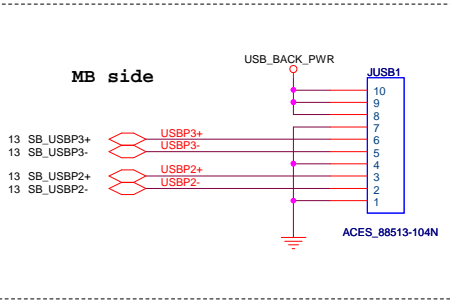 USB_BACK_PWR
MB side
JUSB1
10
9
8
7
13 SB_USBP3+ USBP3+ 6
13 SB_USBP3- USBP3- 5
4
13 SB_USBP2+ USBP2+ 3
13 SB_USBP2- USBP2- 2
1
ACES_88513-104N